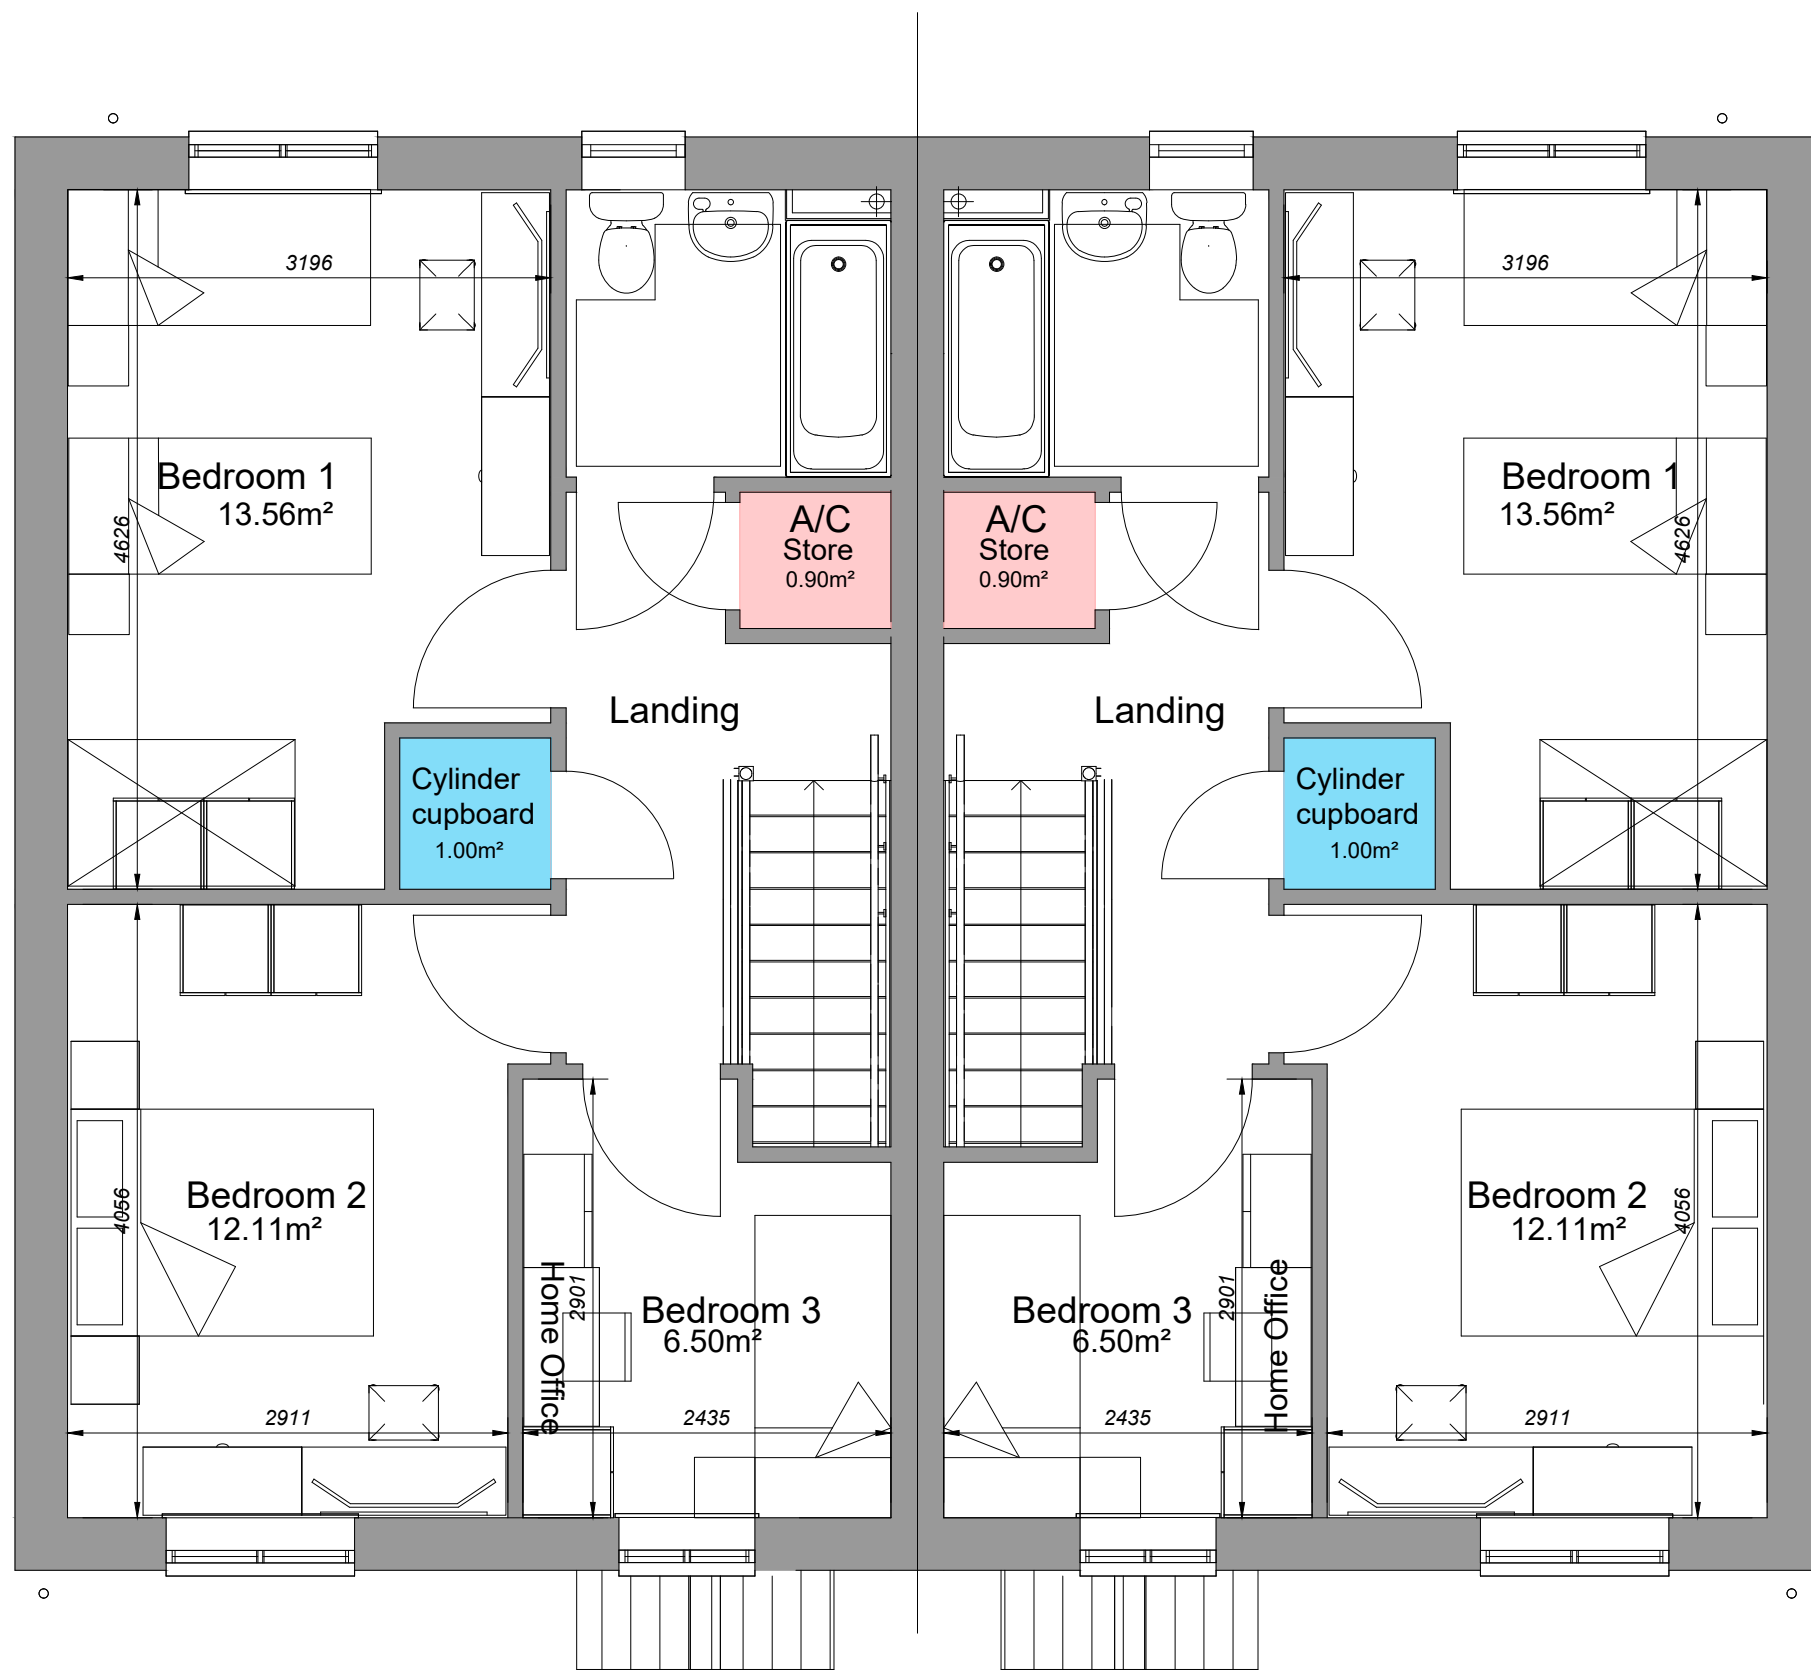 3196
3196
Bedroom 1
13.56m²
4626
Bedroom 1
13.56m²
4626
A/C
Store
0.90m²
A/C
Store
0.90m²
Landing
Landing
Cylinder
cupboard
1.00m²
Cylinder
cupboard
1.00m²
Bedroom 2
12.11m²
4056
Bedroom 2
12.11m²
4056
Home Office
2901
Bedroom 3
6.50m²
Bedroom 3
6.50m²
2901
Home Office
2911
2435
2435
2911